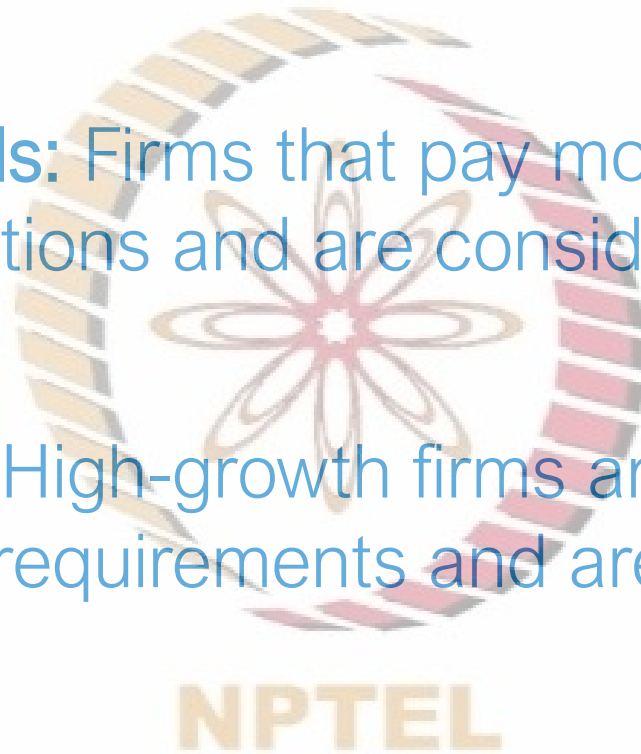 ls: Firms that pay mo
tions and are consid
High-growth firms ar
requirements and are
NPTEL